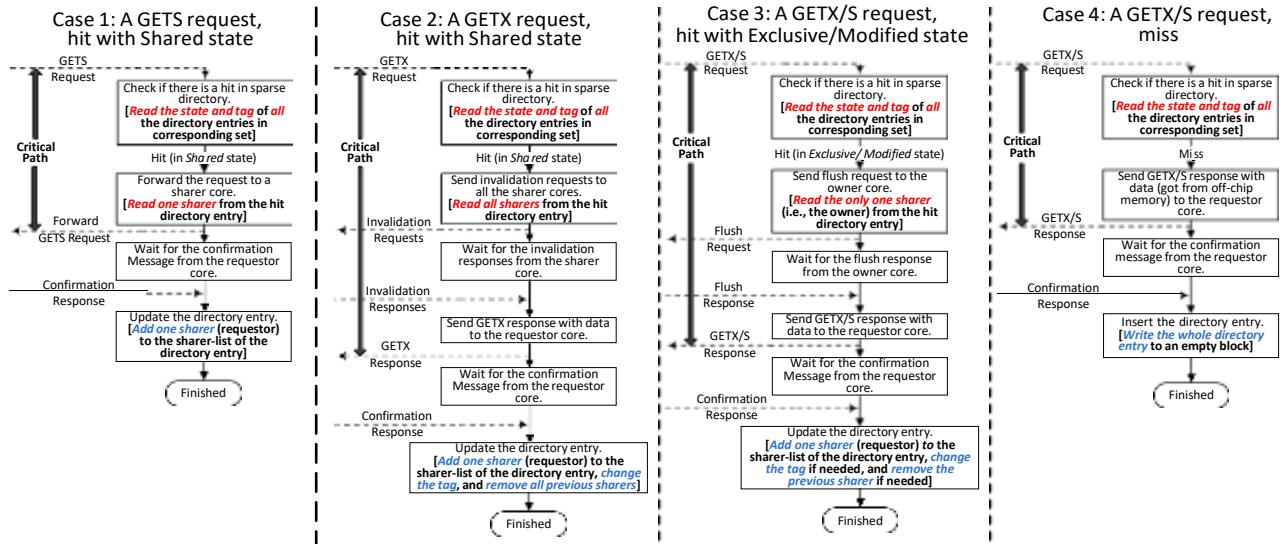 Case 1: A GETS request,
hit with Shared state
GETS
Request
Check if there is a hit in sparse
directory.
[Read the state and tag of all
the directory entries in
corresponding set]
Critical
Path
Hit (in Shared state)
Forward the request to a
sharer core.
[Read one sharer from the hit
directory entry]
Forward
GETS Request
Wait for the confirmation
Message from the requestor
core.
Confirmation
Response
Update the directory entry.
[Add one sharer (requestor)
to the sharer-list of the
directory entry]
Finished
Case 2: A GETX request,
hit with Shared state
GETX
Request
Check if there is a hit in sparse
directory.
[Read the state and tag of all
the directory entries in
corresponding set]
Critical
Path
Hit (in Shared state)
Send invalidation requests to
all the sharer cores.
[Read all sharers from the hit
directory entry]
Invalidation
Requests
Wait for the invalidation
responses from the sharer
core.
Invalidation
Responses
Send GETX response with data
to the requestor core.
GETX
Response
Wait for the confirmation
Message from the requestor
core.
Confirmation
Response
Update the directory entry.
[Add one sharer (requestor) to the
sharer-list of the directory entry, change
the tag, and remove all previous sharers]
Finished
Case 3: A GETX/S request,
hit with Exclusive/Modified state
GETX/S
Request
Check if there is a hit in sparse
directory.
[Read the state and tag of all
the directory entries in
corresponding set]
Critical
Path
Hit (in Exclusive/Modified state)
Send flush request to the
owner core.
[Read the only one sharer
(i.e., the owner) from the hit
directory entry]
Flush
Request
Wait for the flush response
from the owner core.
Flush
Response
Send GETX/S response with
data to the requestor core.
GETX/S
Response
Wait for the confirmation
Message from the requestor
core.
Confirmation
Response
Update the directory entry.
[Add one sharer (requestor) to the
sharer-list of the directory entry, change
the tag if needed, and remove the
previous sharer if needed]
Finished
Case 4: A GETX/S request,
miss
GETX/S
Request
Check if there is a hit in sparse
directory.
[Read the state and tag of all
the directory entries in
corresponding set]
Critical
Path
Miss
Send GETX/S response with
data (got from off-chip
memory) to the requestor
core.
GETX/S
Response
Wait for the confirmation
message from the requestor
core.
Confirmation
Response
Insert the directory entry.
[Write the whole directory
entry to an empty block]
Finished